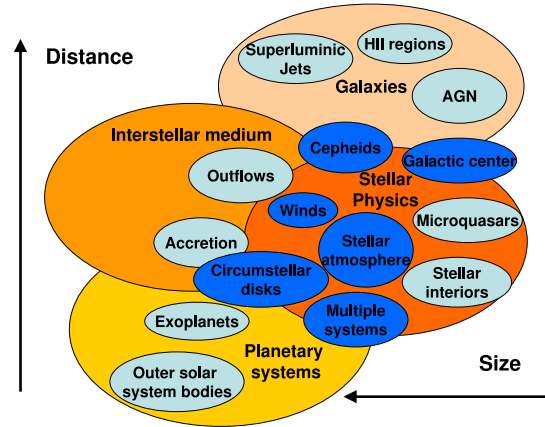 Distance
Superluminic
Jets
HII regions
Galaxies
AGN
Interstellar medium
Cepheids
Galactic center
Outflows
Stellar
Physics
Winds
Microquasars
Accretion
Stellar
atmosphere
Circumstellar
disks
Stellar
interiors
Exoplanets
Multiple
systems
Planetary
systems
Outer solar
system bodies
Size